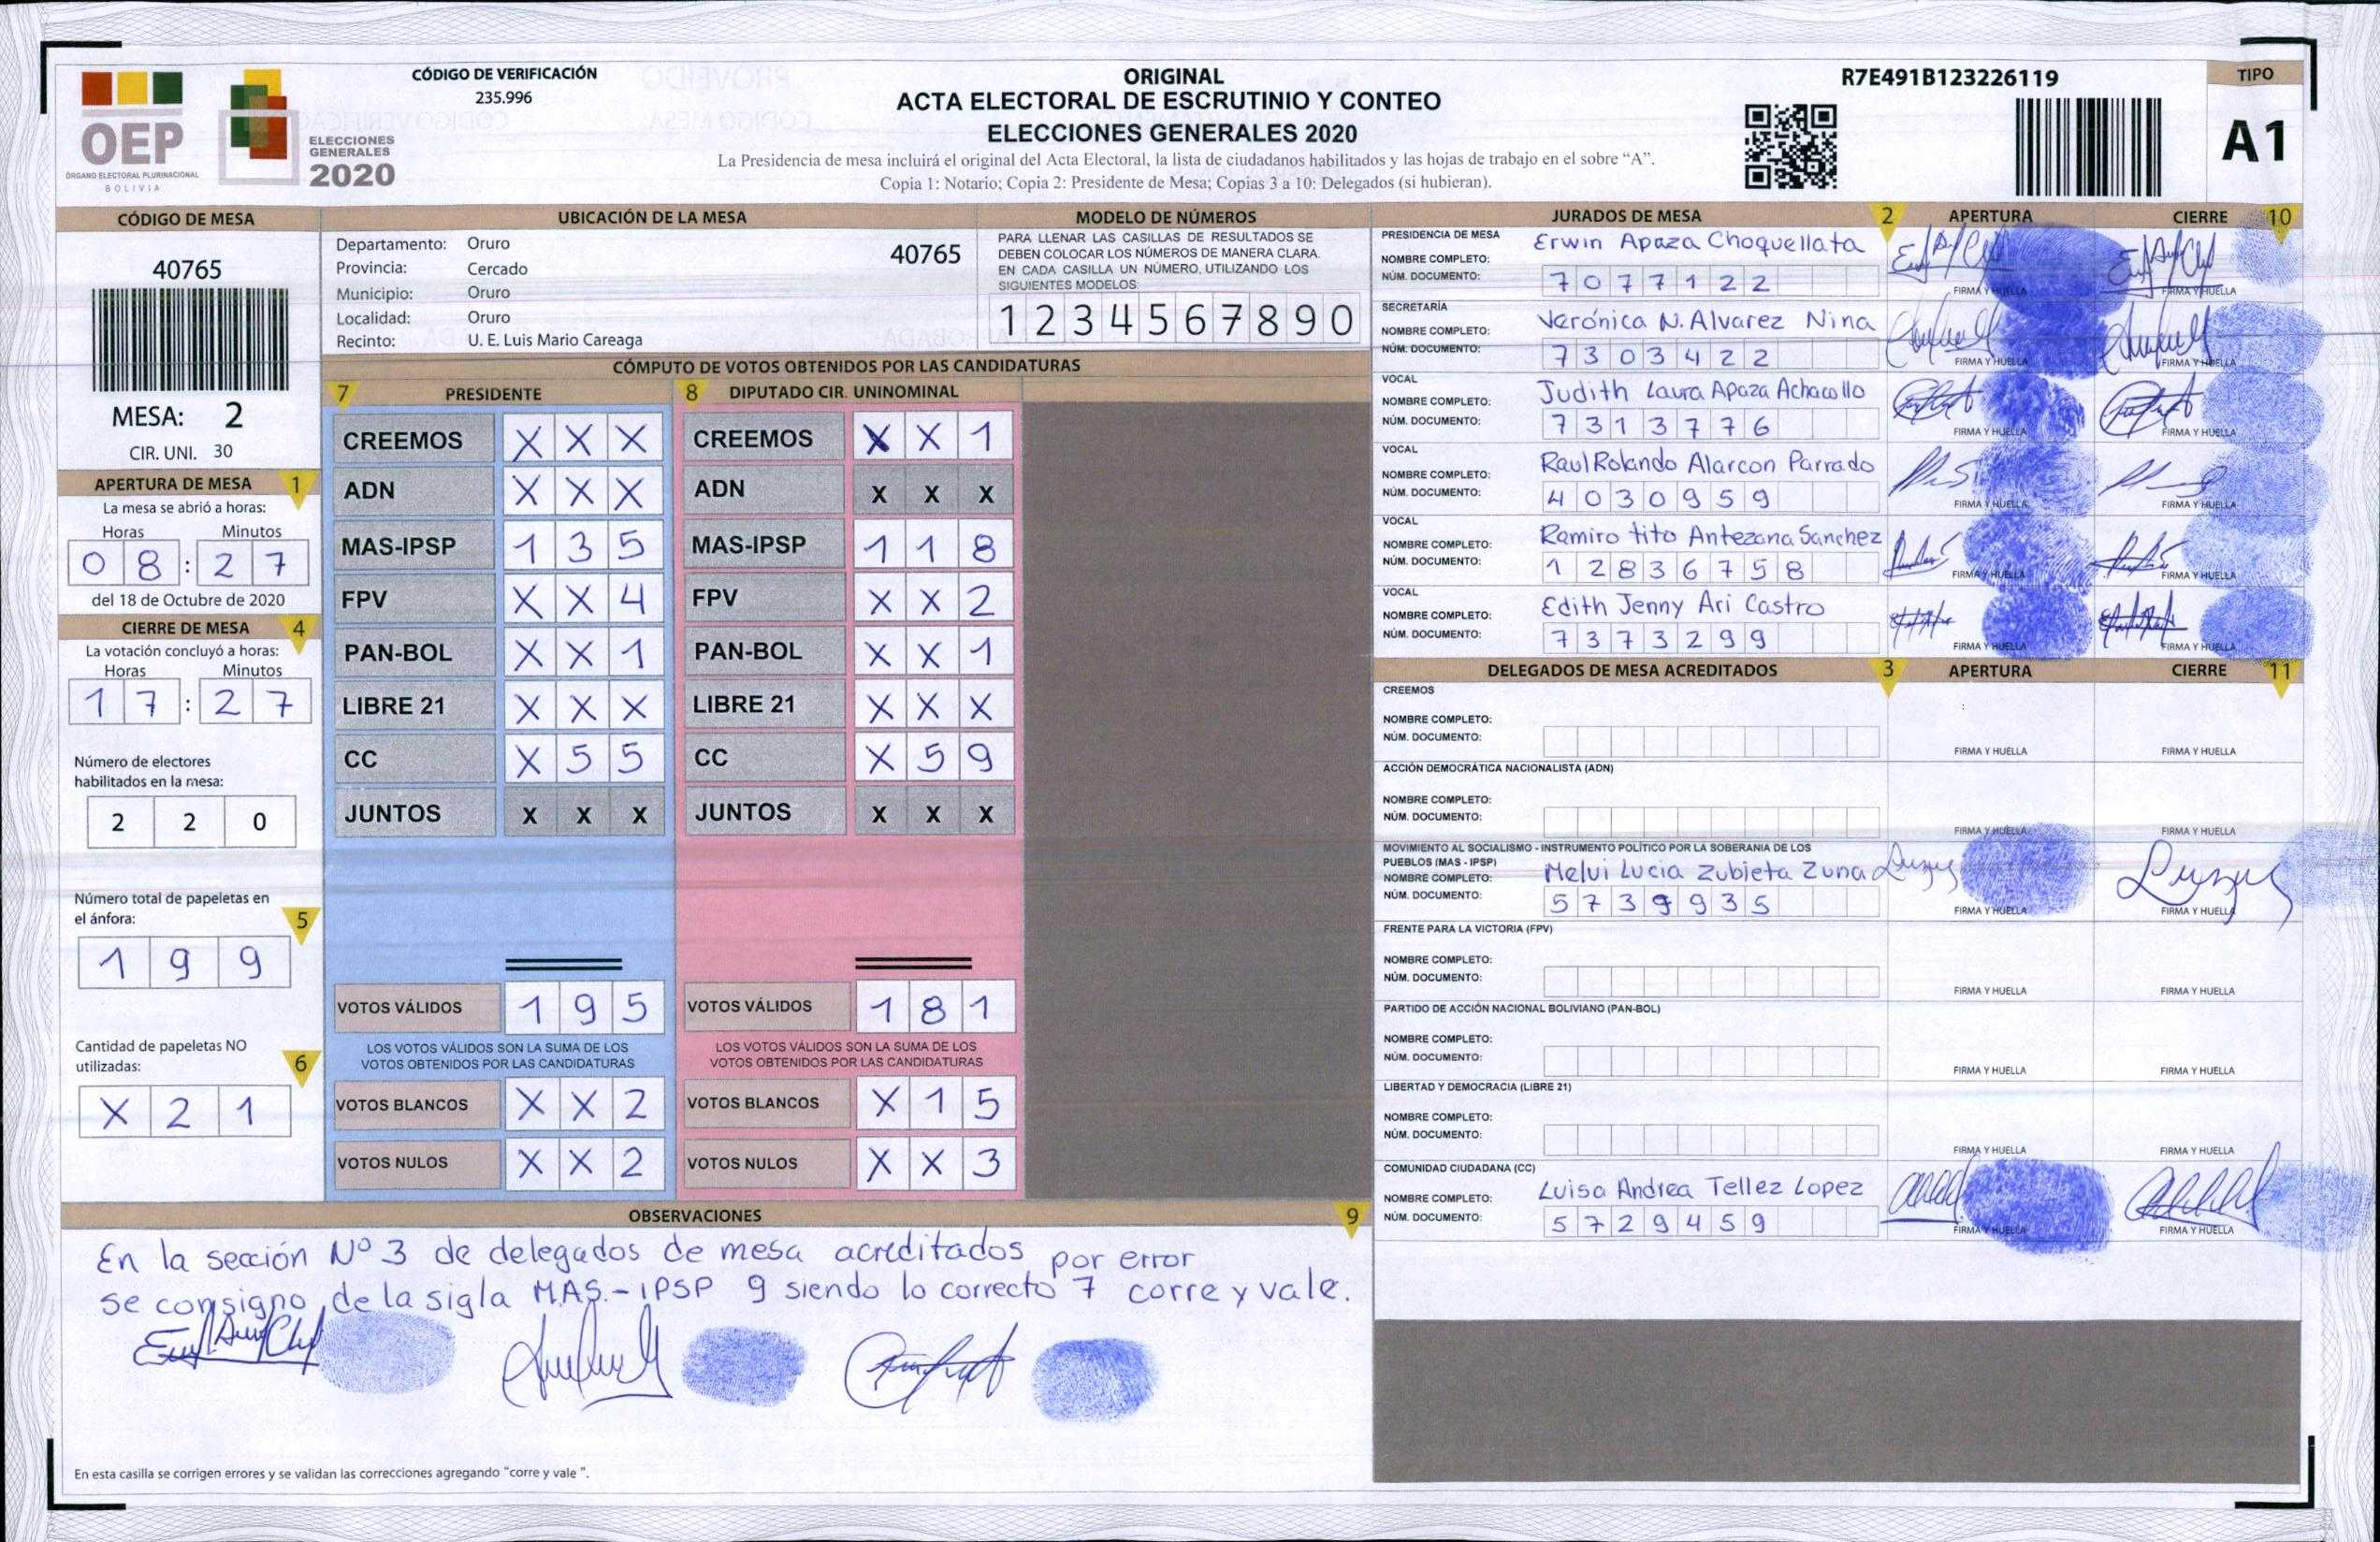 OEP
ÓRGANO ELECTORAL PLURINACIONAL
BOLIVIA
ELECCIONES
GENERALES
2020
CÓDIGO DE VERIFICACIÓN
235.996
ORIGINAL
ACTA ELECTORAL DE ESCRUTINIO Y CONTEO
ELECCIONES GENERALES 2020
La Presidencia de mesa incluirá el original del Acta Electoral, la lista de ciudadanos habilitados y las hojas de trabajo en el sobre “A”.
Copia 1: Notario; Copia 2: Presidente de Mesa; Copias 3 a 10: Delegados (si hubieran).
R7E491B123226119
TIPO
A1
CÓDIGO DE MESA
40765
MESA: 2
CIR. UNI. 30
APERTURA DE MESA 1
La mesa se abrió a horas:
Horas Minutos
08:27
del 18 de Octubre de 2020
CIERRE DE MESA 4
La votación concluyó a horas:
Horas Minutos
17:27
Número de electores
habilitados en la mesa:
2 2 0
Número total de papeletas en
el ánfora: 5
1 9 9
Cantidad de papeletas NO
utilizadas: 6
X 2 1
UBICACIÓN DE LA MESA
Departamento: Oruro 40765
Provincia: Cercado
Municipio: Oruro
Localidad: Oruro
Recinto: U. E. Luis Mario Careaga
MODELO DE NÚMEROS
PARA LLENAR LAS CASILLAS DE RESULTADOS SE
DEBEN COLOCAR LOS NÚMEROS DE MANERA CLARA.
EN CADA CASILLA UN NÚMERO, UTILIZANDO LOS
SIGUIENTES MODELOS:
1 2 3 4 5 6 7 8 9 0
CÓMPUTO DE VOTOS OBTENIDOS POR LAS CANDIDATURAS
7 PRESIDENTE 8 DIPUTADO CIR. UNINOMINAL
CREEMOS X X X CREEMOS X X 1
ADN X X X ADN X X X
MAS-IPSP 1 3 5 MAS-IPSP 1 1 8
FPV X X 4 FPV X X 2
PAN-BOL X X 1 PAN-BOL X X 1
LIBRE 21 X X X LIBRE 21 X X X
CC X 5 5 CC X 5 9
JUNTOS X X X JUNTOS X X X
VOTOS VÁLIDOS 1 9 5 VOTOS VÁLIDOS 1 8 1
LOS VOTOS VÁLIDOS SON LA SUMA DE LOS LOS VOTOS VÁLIDOS SON LA SUMA DE LOS
VOTOS OBTENIDOS POR LAS CANDIDATURAS VOTOS OBTENIDOS POR LAS CANDIDATURAS
VOTOS BLANCOS X X 2 VOTOS BLANCOS X 1 5
VOTOS NULOS X X 2 VOTOS NULOS X X 3
OBSERVACIONES 9
En la sección Nº 3 de delegados de mesa acreditados por error
se consigno de la sigla M.A.S.-IPSP 9 siendo lo correcto 7 corre y vale.
En esta casilla se corrigen errores y se validan las correcciones agregando "corre y vale ".
JURADOS DE MESA 2 APERTURA CIERRE 10
PRESIDENCIA DE MESA
NOMBRE COMPLETO: Erwin Apaza Choquellata
NÚM. DOCUMENTO: 7077122
FIRMA Y HUELLA FIRMA Y HUELLA
SECRETARÍA
NOMBRE COMPLETO: Verónica N. Alvarez Nina
NÚM. DOCUMENTO: 7303422
FIRMA Y HUELLA FIRMA Y HUELLA
VOCAL
NOMBRE COMPLETO: Judith Laura Apaza Achacollo
NÚM. DOCUMENTO: 7313776
FIRMA Y HUELLA FIRMA Y HUELLA
VOCAL
NOMBRE COMPLETO: Raul Rolando Alarcon Parrado
NÚM. DOCUMENTO: 4030959
FIRMA Y HUELLA FIRMA Y HUELLA
VOCAL
NOMBRE COMPLETO: Ramiro tito Antezana Sanchez
NÚM. DOCUMENTO: 12836758
FIRMA Y HUELLA FIRMA Y HUELLA
VOCAL
NOMBRE COMPLETO: Edith Jenny Ari Castro
NÚM. DOCUMENTO: 7373299
FIRMA Y HUELLA FIRMA Y HUELLA
DELEGADOS DE MESA ACREDITADOS 3 APERTURA CIERRE 11
CREEMOS
NOMBRE COMPLETO:
NÚM. DOCUMENTO:
FIRMA Y HUELLA FIRMA Y HUELLA
ACCIÓN DEMOCRÁTICA NACIONALISTA (ADN)
NOMBRE COMPLETO:
NÚM. DOCUMENTO:
FIRMA Y HUELLA FIRMA Y HUELLA
MOVIMIENTO AL SOCIALISMO - INSTRUMENTO POLÍTICO POR LA SOBERANIA DE LOS
PUEBLOS (MAS - IPSP)
NOMBRE COMPLETO: Melvi Lucia Zubieta Zuna
NÚM. DOCUMENTO: 5739935
FIRMA Y HUELLA FIRMA Y HUELLA
FRENTE PARA LA VICTORIA (FPV)
NOMBRE COMPLETO:
NÚM. DOCUMENTO:
FIRMA Y HUELLA FIRMA Y HUELLA
PARTIDO DE ACCIÓN NACIONAL BOLIVIANO (PAN-BOL)
NOMBRE COMPLETO:
NÚM. DOCUMENTO:
FIRMA Y HUELLA FIRMA Y HUELLA
LIBERTAD Y DEMOCRACIA (LIBRE 21)
NOMBRE COMPLETO:
NÚM. DOCUMENTO:
FIRMA Y HUELLA FIRMA Y HUELLA
COMUNIDAD CIUDADANA (CC)
NOMBRE COMPLETO: Luisa Andrea Tellez Lopez
NÚM. DOCUMENTO: 5729459
FIRMA Y HUELLA FIRMA Y HUELLA